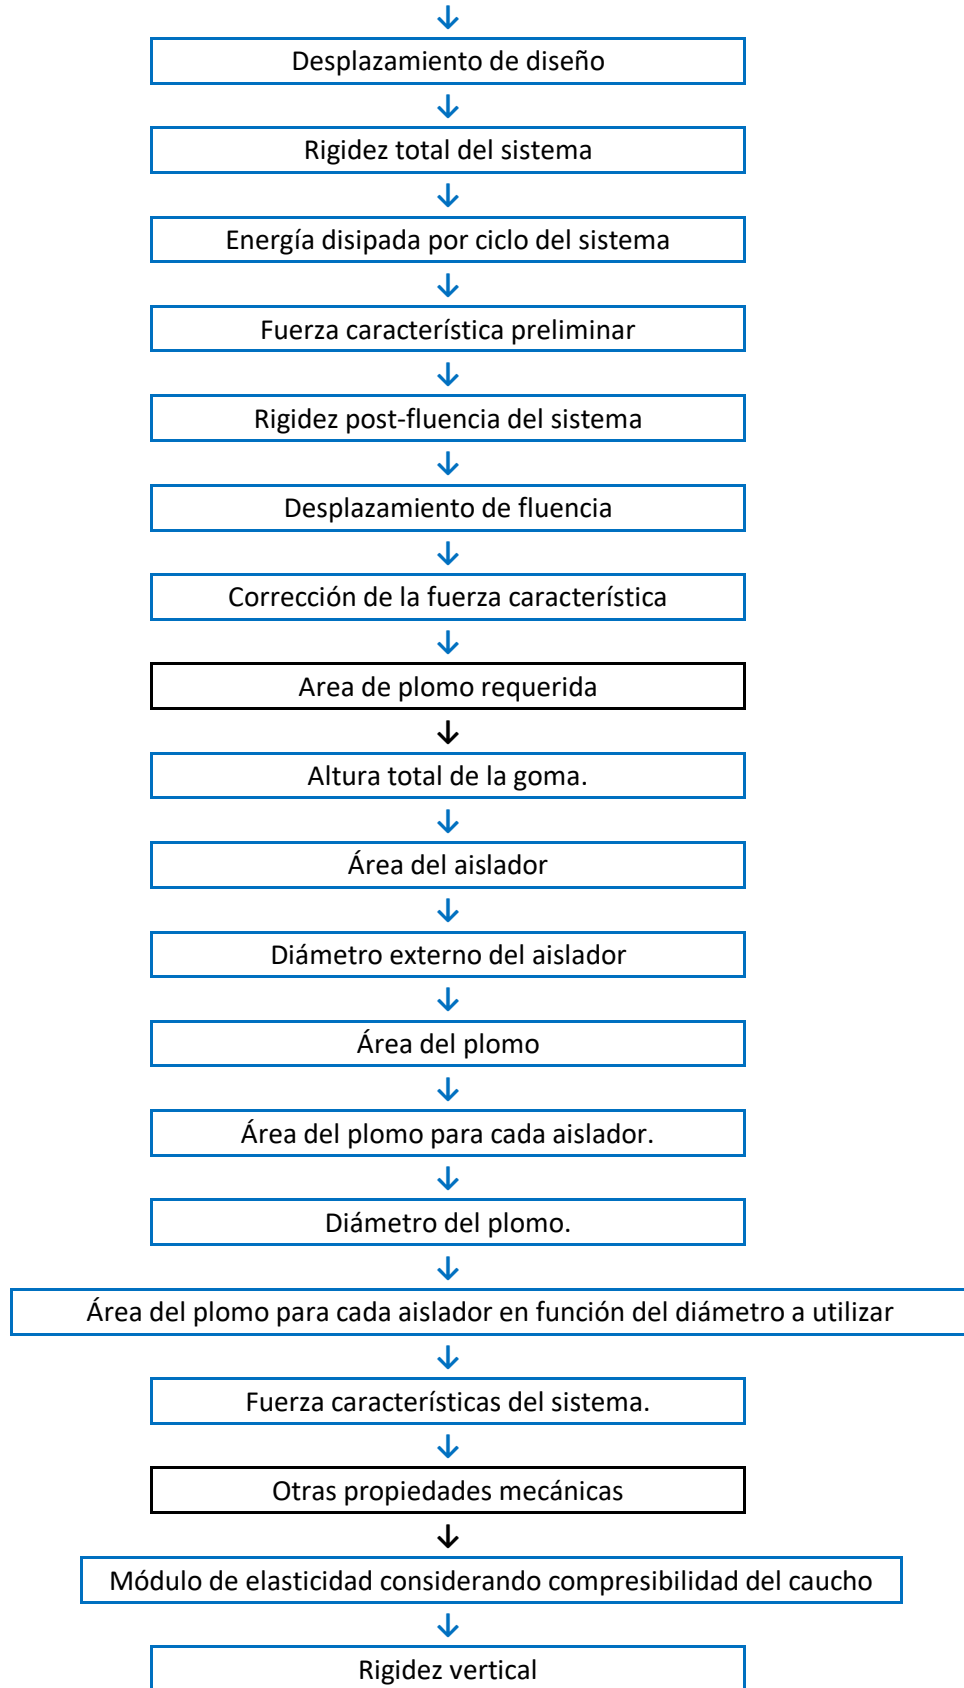 Desplazamiento de diseño
Rigidez total del sistema
Energía disipada por ciclo del sistema
Fuerza característica preliminar
Rigidez post-fluencia del sistema
Desplazamiento de fluencia
Corrección de la fuerza característica
Area de plomo requerida
Altura total de la goma.
Área del aislador
Diámetro externo del aislador
Área del plomo
Área del plomo para cada aislador.
Diámetro del plomo.
Área del plomo para cada aislador en función del diámetro a utilizar
Fuerza características del sistema.
Otras propiedades mecánicas
Módulo de elasticidad considerando compresibilidad del caucho
Rigidez vertical